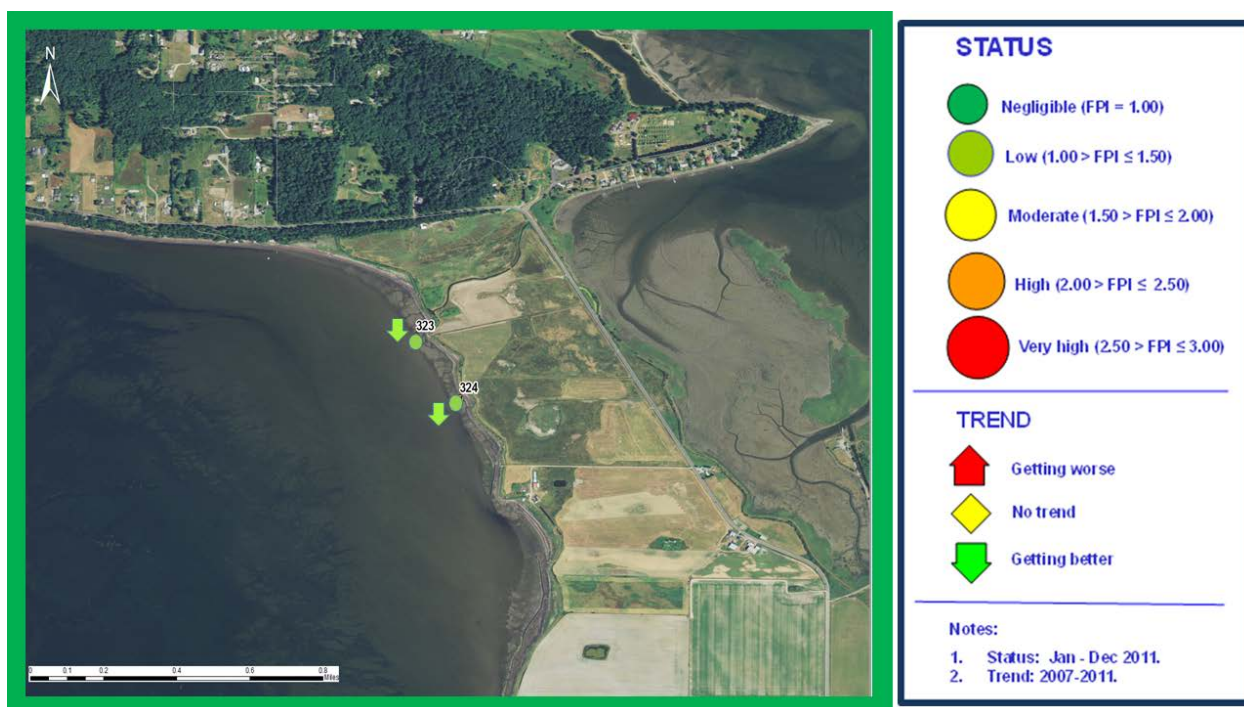 N
323
324
0 0.1 0.2 0.4 0.6 0.8
Miles
STATUS
Negligible (FPI = 1.00)
Low (1.00 > FPI ≤ 1.50)
Moderate (1.50 > FPI ≤ 2.00)
High (2.00 > FPI ≤ 2.50)
Very high (2.50 > FPI ≤ 3.00)
TREND
Getting worse
No trend
Getting better
Notes:
1. Status: Jan - Dec 2011.
2. Trend: 2007-2011.